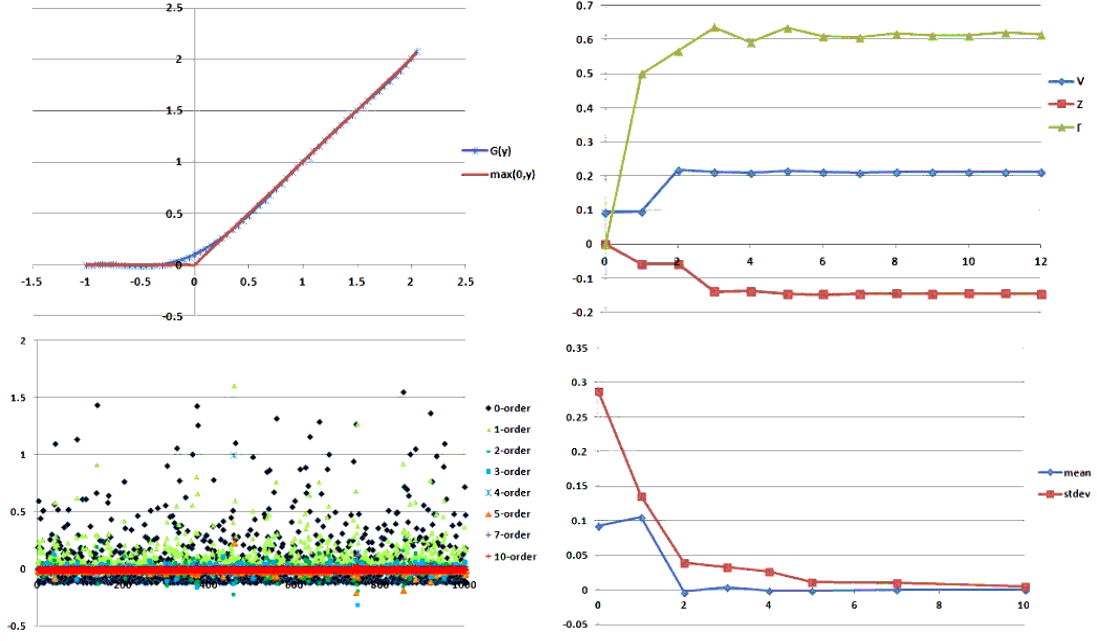 2.5
2
1.5
1
0.5
0
-0.5
-1.5 -1 -0.5 0 0.5 1 1.5 2 2.5
G(y)
max(0,y)
0.7
0.6
0.5
0.4
0.3
0.2
0.1
0
-0.1
-0.2
0 2 4 6 8 10 12
V
Z
Γ
2
1.5
1
0.5
0
-0.5
200 400 600 800 1000
0-order
1-order
2-order
3-order
4-order
5-order
7-order
10-order
0.35
0.3
0.25
0.2
0.15
0.1
0.05
0
-0.05
0 2 4 6 8 10
mean
stdev